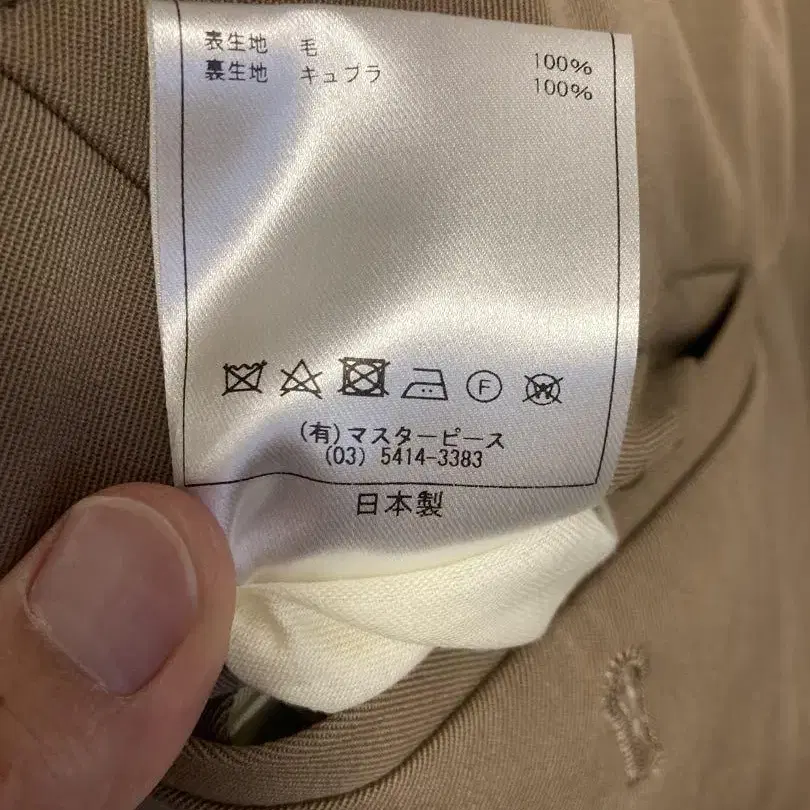 表生地 毛 100%
裏生地 キュプラ 100%
F W
(有)マスターピース
(03) 5414-3383
日本製